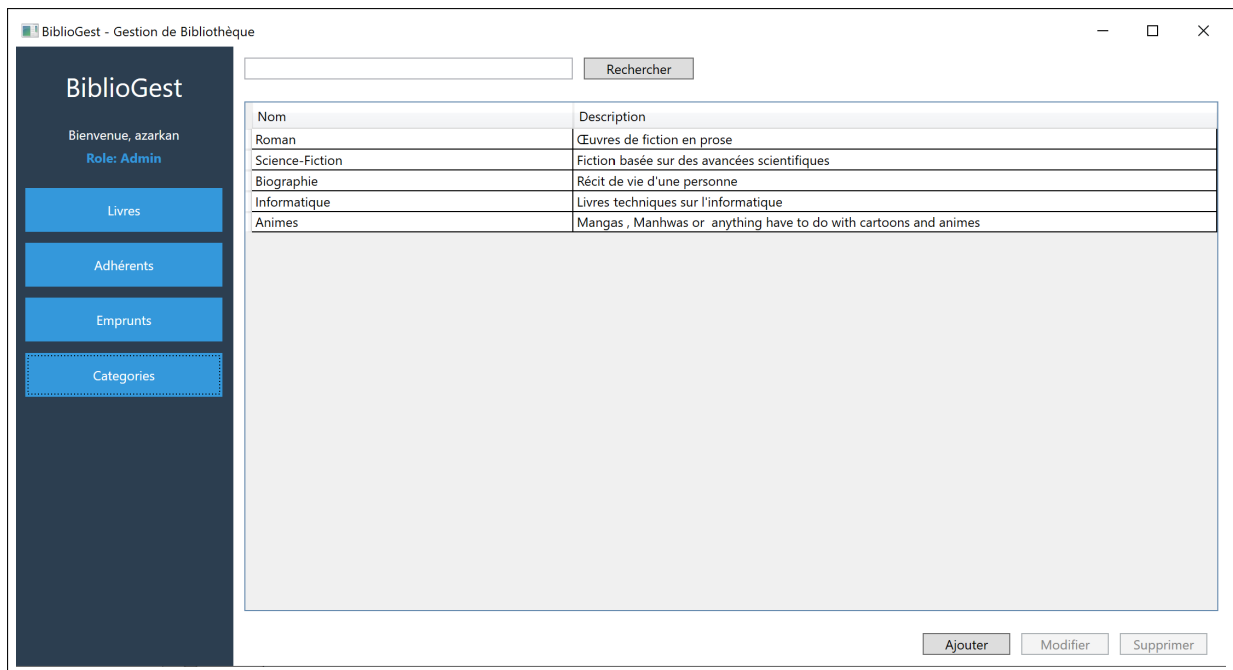 BiblioGest - Gestion de Bibliothèque
BiblioGest
Bienvenue, azarkan
Role: Admin
Livres
Adhérents
Emprunts
Categories
Rechercher
Nom Description
Roman Œuvres de fiction en prose
Science-Fiction Fiction basée sur des avancées scientifiques
Biographie Récit de vie d'une personne
Informatique Livres techniques sur l'informatique
Animes Mangas , Manhwas or  anything have to do with cartoons and animes
Ajouter Modifier Supprimer